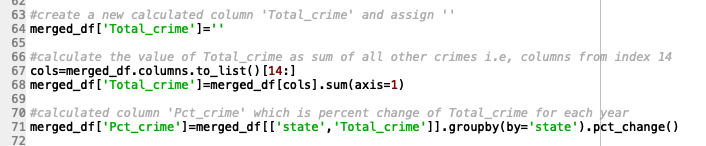 62
63 #create a new calculated column 'Total_crime' and assign ''
64 merged_df['Total_crime']=''
65
66 #calculate the value of Total_crime as sum of all other crimes i.e, columns from index 14
67 cols=merged_df.columns.to_list()[14:]
68 merged_df['Total_crime']=merged_df[cols].sum(axis=1)
69
70 #calculated column 'Pct_crime' which is percent change of Total_crime for each year
71 merged_df['Pct_crime']=merged_df[['state','Total_crime']].groupby(by='state').pct_change()
72